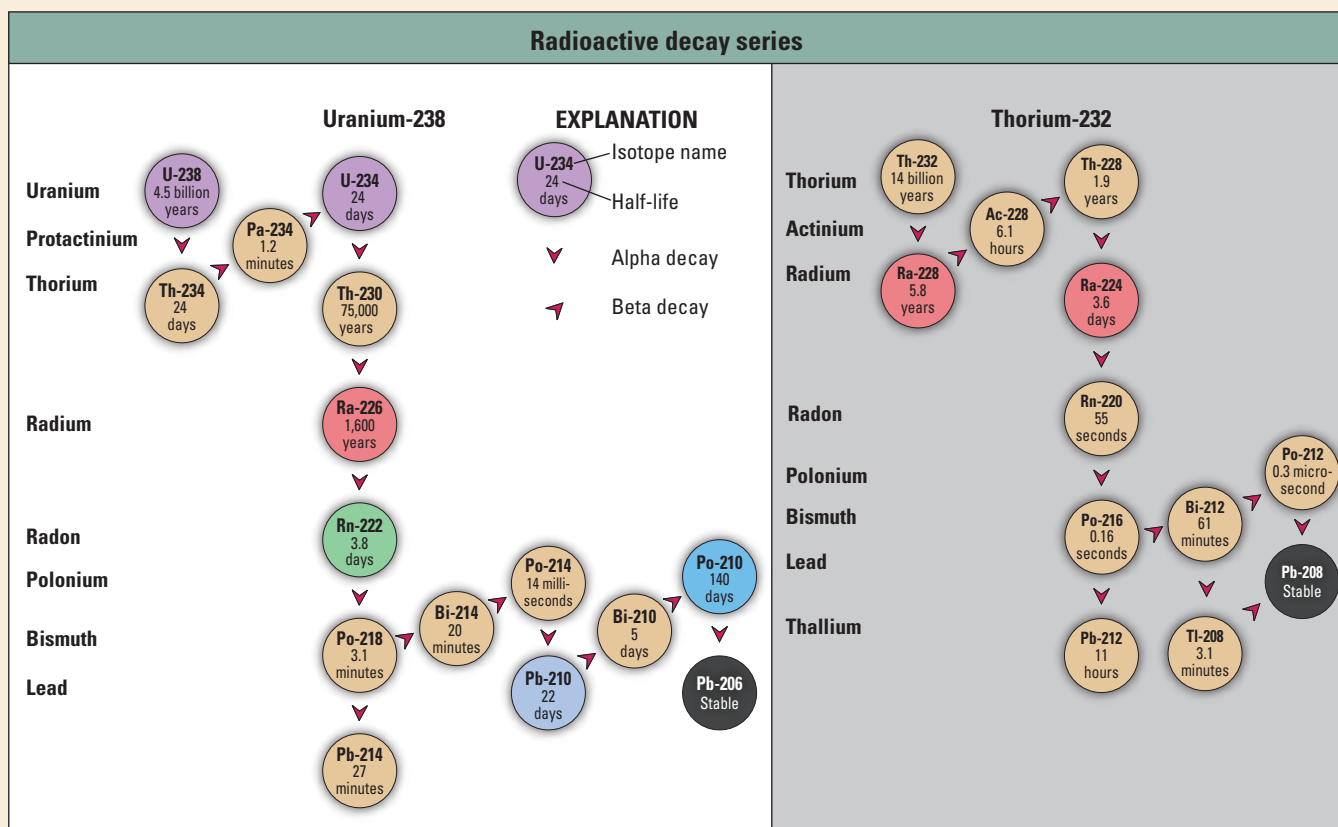 Radioactive decay series
Uranium-238
EXPLANATION
U-234
24
days
Isotope name
Half-life
Alpha decay
Beta decay
Uranium
Protactinium
Thorium
Radium
Radon
Polonium
Bismuth
Lead
U-238
4.5 billion
years
Th-234
24
days
Pa-234
1.2
minutes
U-234
24
days
Th-230
75,000
years
Ra-226
1,600
years
Rn-222
3.8
days
Po-218
3.1
minutes
Pb-214
27
minutes
Bi-214
20
minutes
Po-214
14 milli-
seconds
Pb-210
22
days
Bi-210
5
days
Po-210
140
days
Pb-206
Stable
Thorium-232
Thorium
Actinium
Radium
Radon
Polonium
Bismuth
Lead
Thallium
Th-232
14 billion
years
Ra-228
5.8
years
Ac-228
6.1
hours
Th-228
1.9
years
Ra-224
3.6
days
Rn-220
55
seconds
Po-216
0.16
seconds
Pb-212
11
hours
Bi-212
61
minutes
Tl-208
3.1
minutes
Po-212
0.3 micro-
second
Pb-208
Stable